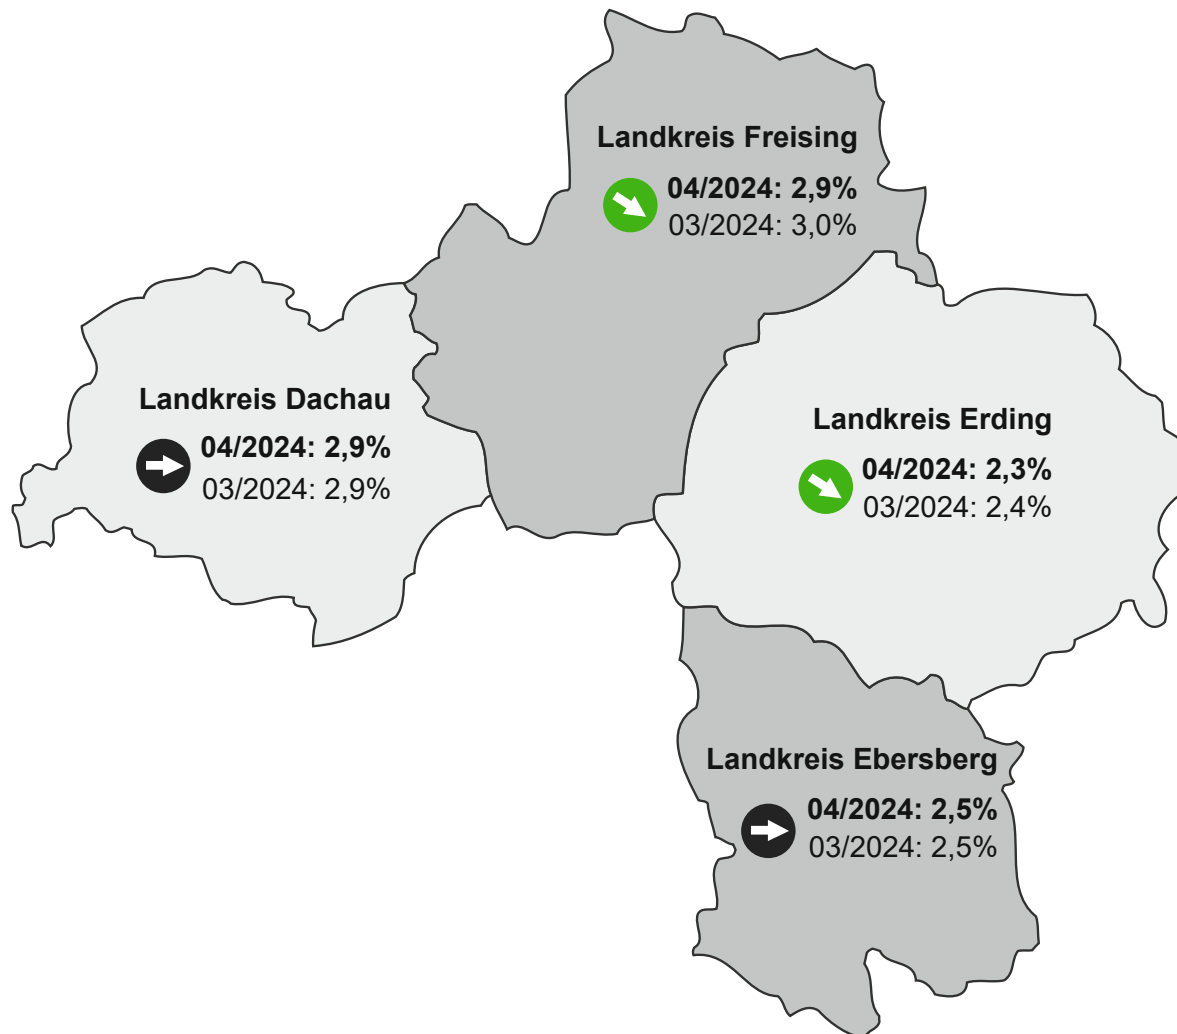 Landkreis Freising
04/2024: 2,9%
03/2024: 3,0%
Landkreis Dachau
04/2024: 2,9%
03/2024: 2,9%
Landkreis Erding
04/2024: 2,3%
03/2024: 2,4%
Landkreis Ebersberg
04/2024: 2,5%
03/2024: 2,5%